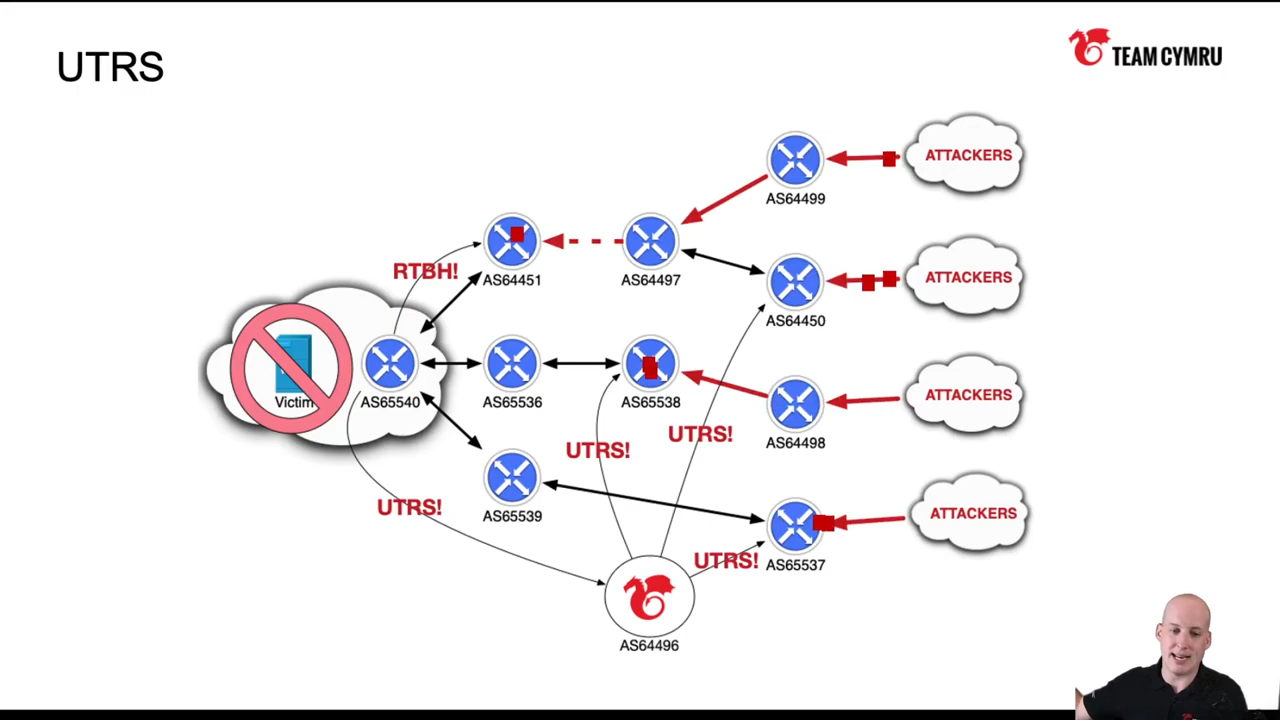 UTRS
TEAM CYMRU
ATTACKERS
AS64499
RTBH!
AS64451
AS64497
ATTACKERS
AS64450
Victim
AS65540
AS65536
AS65538
ATTACKERS
UTRS!
UTRS!
AS64498
UTRS!
AS65539
ATTACKERS
UTRS!
AS65537
AS64496